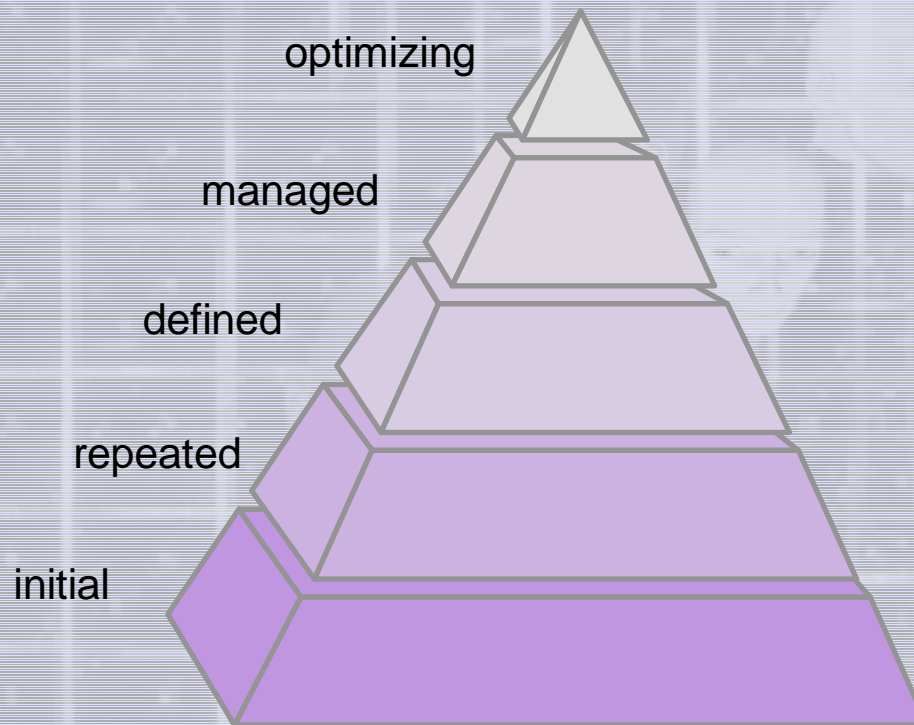 optimizing
managed
defined
repeated
initial